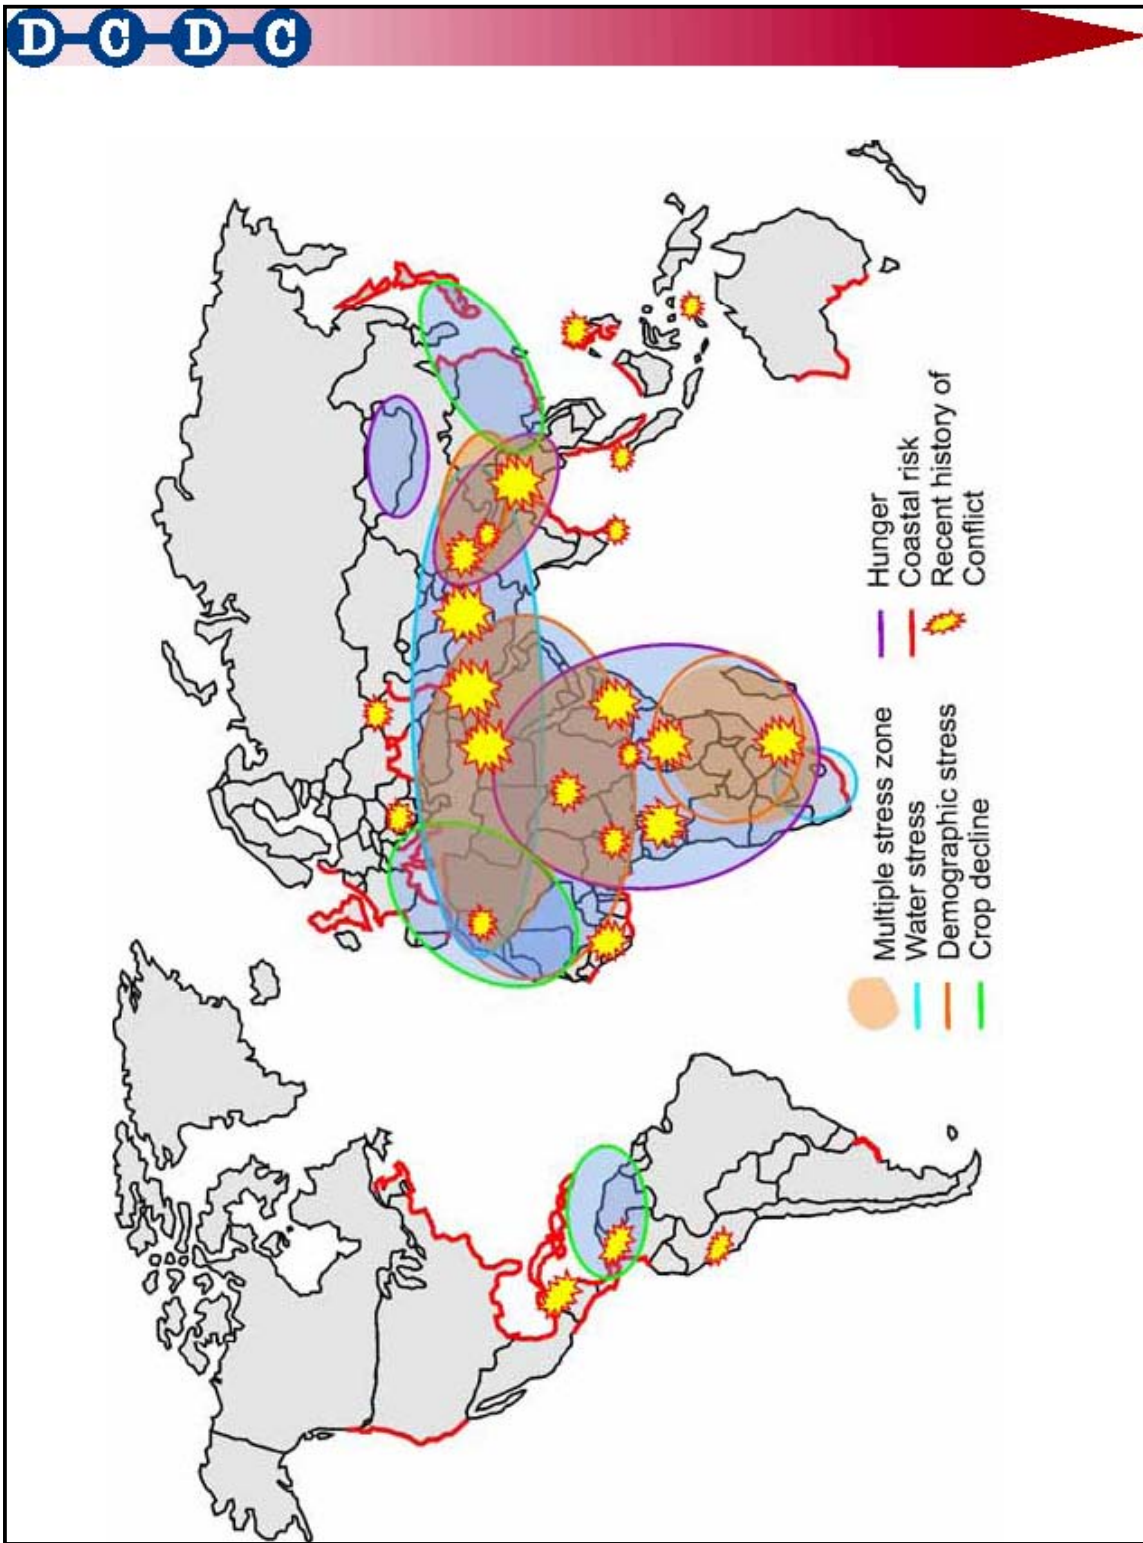 D-C-D-C
Multiple stress zone
Water stress
Demographic stress
Crop decline
Hunger
Coastal risk
Recent history of
Conflict